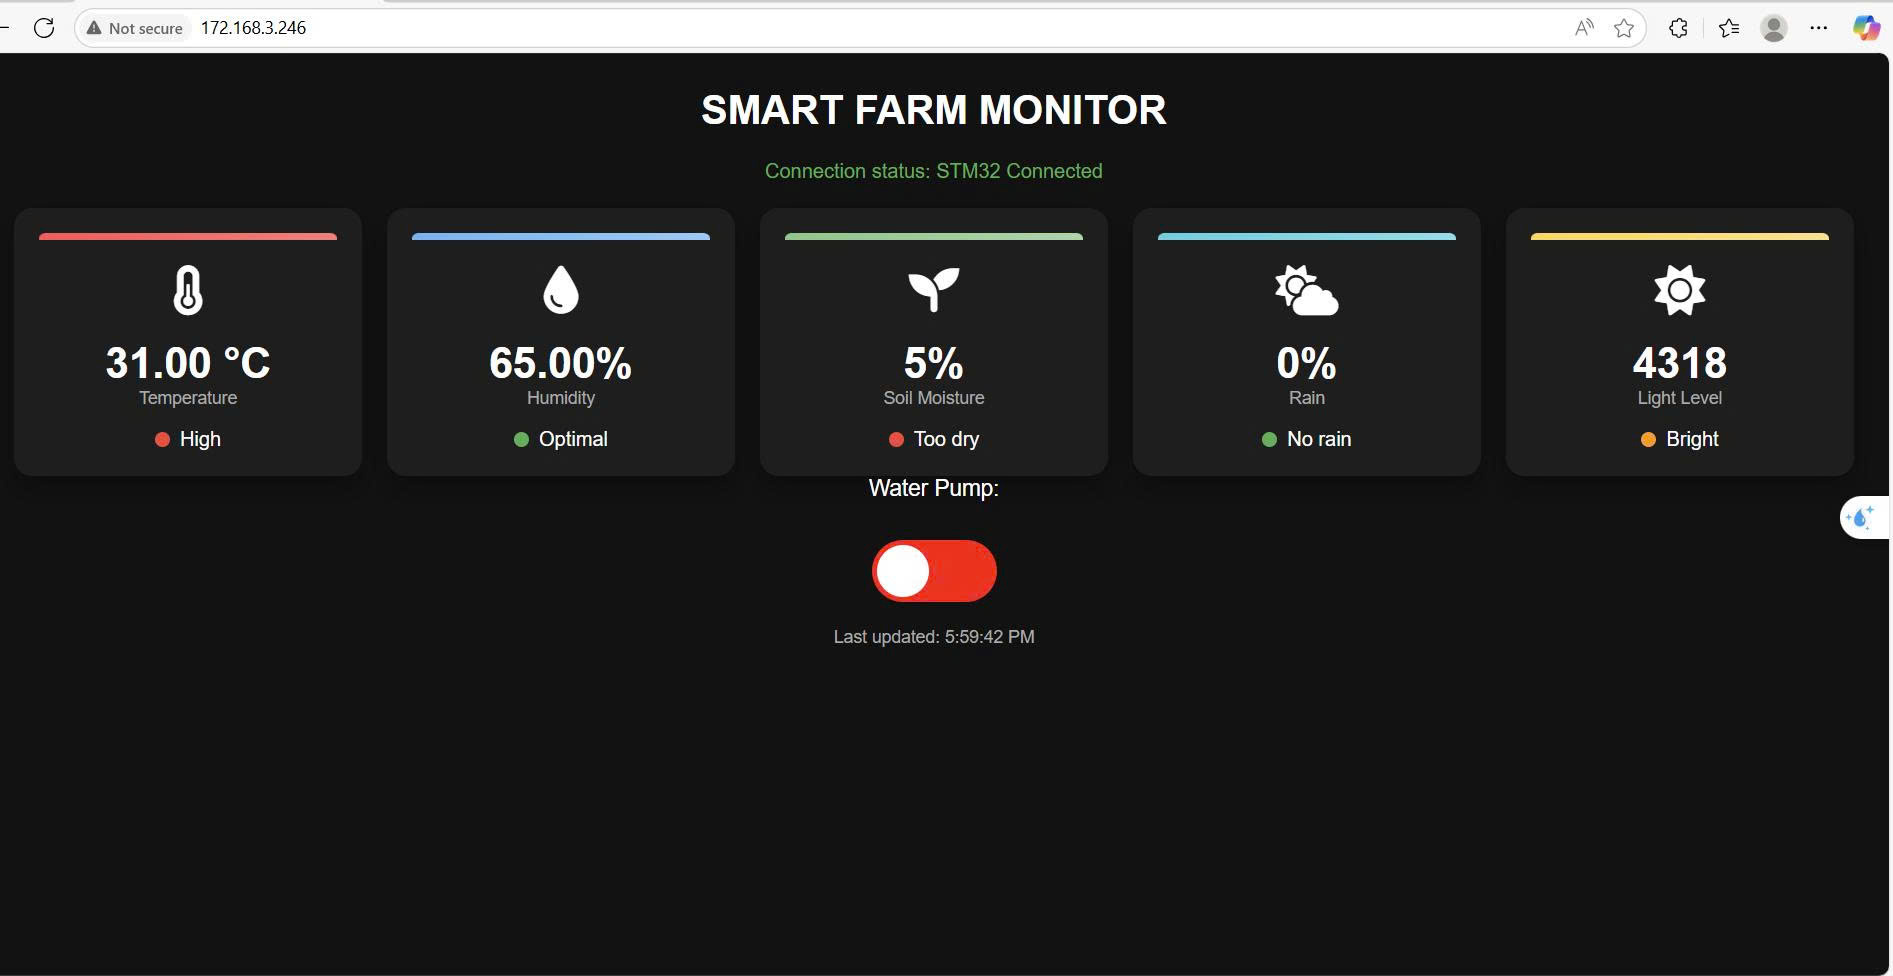 Not secure 172.168.3.246
SMART FARM MONITOR
Connection status: STM32 Connected
31.00 °C
Temperature
High
65.00%
Humidity
Optimal
5%
Soil Moisture
Too dry
0%
Rain
No rain
4318
Light Level
Bright
Water Pump:
Last updated: 5:59:42 PM